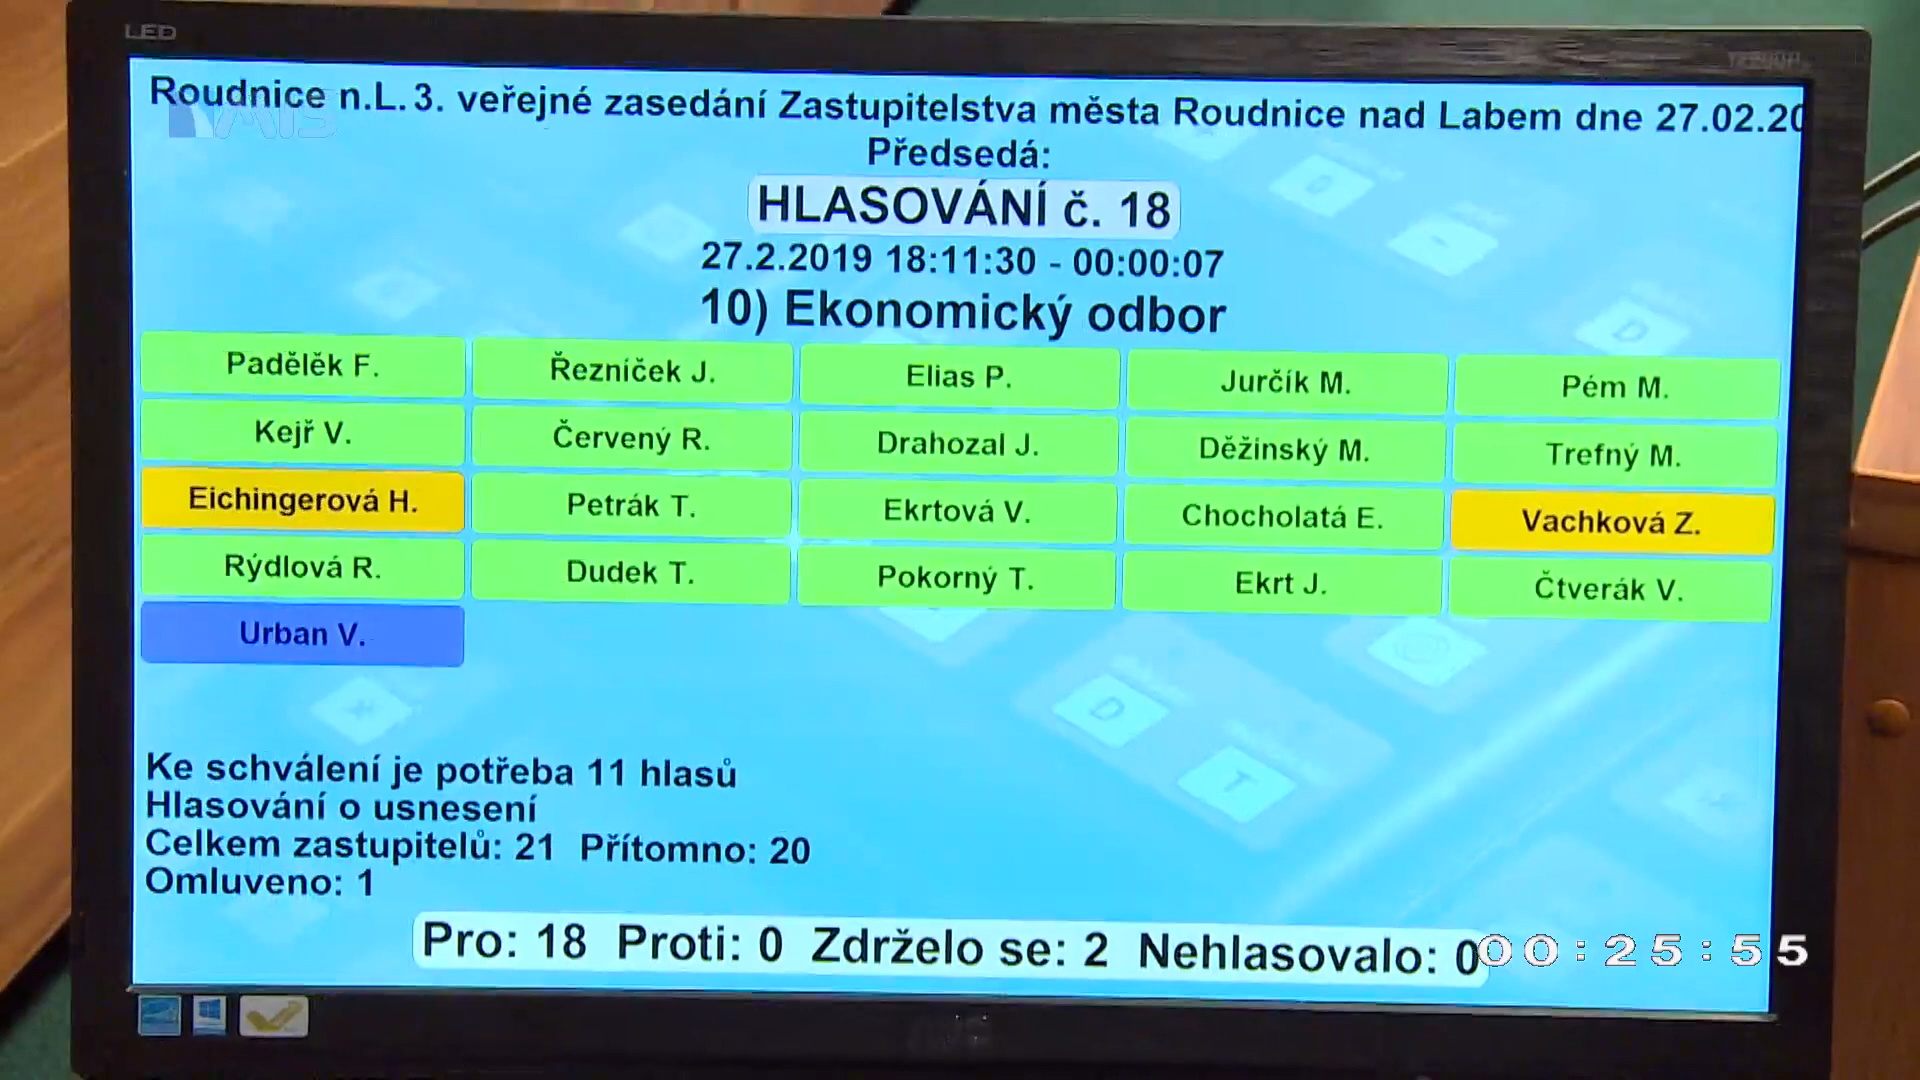 LED
Roudnice n.L. 3. veřejné zasedání Zastupitelstva města Roudnice nad Labem dne 27.02.20
MIS
Předsedá:
HLASOVÁNÍ č. 18
27.2.2019 18:11:30 - 00:00:07
10) Ekonomický odbor
Padělěk F. Řezníček J. Elias P. Jurčík M. Pém M.
Kejř V. Červený R. Drahozal J. Děžinský M. Trefný M.
Eichingerová H. Petrák T. Ekrtová V. Chocholatá E. Vachková Z.
Rýdlová R. Dudek T. Pokorný T. Ekrt J. Čtverák V.
Urban V.
Ke schválení je potřeba 11 hlasů
Hlasování o usnesení
Celkem zastupitelů: 21 Přítomno: 20
Omluveno: 1
Pro: 18 Proti: 0 Zdrželo se: 2 Nehlasovalo: 0
00:25:55